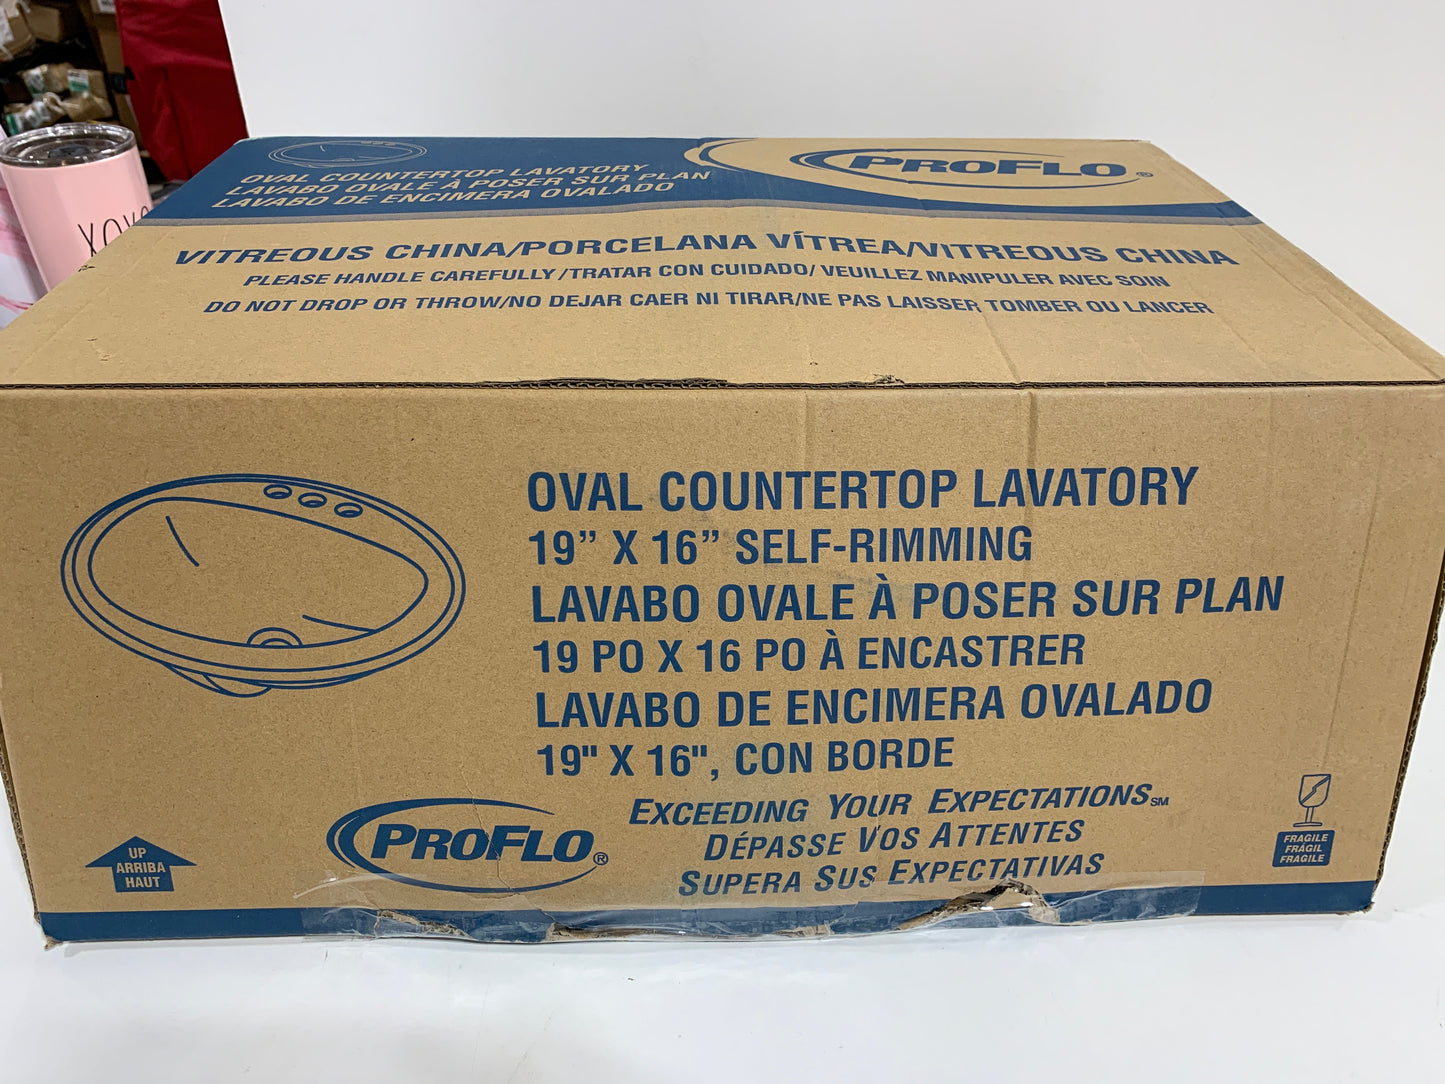 OVAL COUNTERTOP LAVATORY
LAVABO OVALE À POSER SUR PLAN
LAVABO DE ENCIMERA OVALADO
PROFLO®
VITREOUS CHINA/PORCELANA VÍTREA/VITREOUS CHINA
PLEASE HANDLE CAREFULLY/TRATAR CON CUIDADO/ VEUILLEZ MANIPULER AVEC SOIN
DO NOT DROP OR THROW/NO DEJAR CAER NI TIRAR/NE PAS LAISSER TOMBER OU LANCER
XOXO
OVAL COUNTERTOP LAVATORY
19” X 16” SELF-RIMMING
LAVABO OVALE À POSER SUR PLAN
19 PO X 16 PO À ENCASTRER
LAVABO DE ENCIMERA OVALADO
19" X 16", CON BORDE
PROFLO®
EXCEEDING YOUR EXPECTATIONS℠
DÉPASSE VOS ATTENTES
SUPERA SUS EXPECTATIVAS
UP
ARRIBA
HAUT
FRAGILE
FRÁGIL
FRAGILE